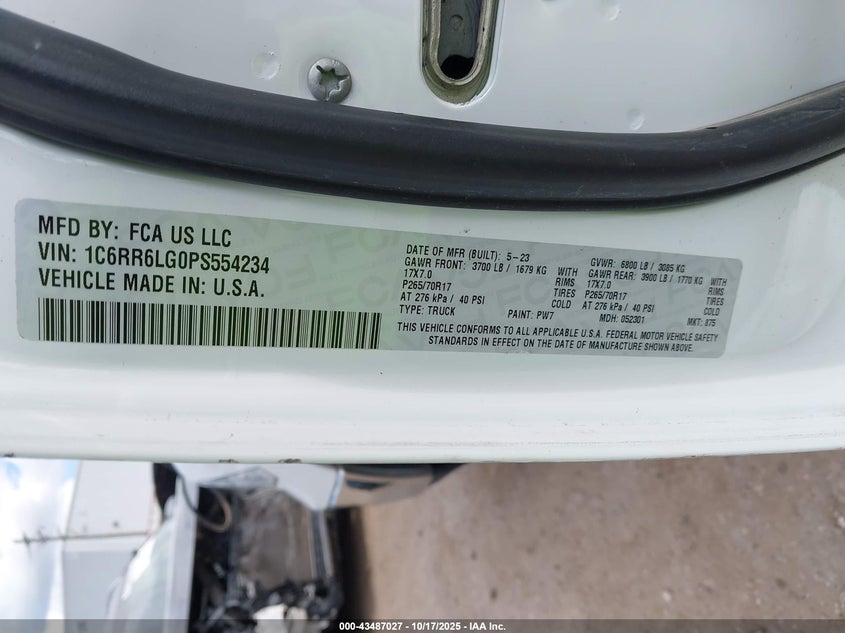 MFD BY: FCA US LLC
VIN: 1C6RR6LG0PS554234
VEHICLE MADE IN: U.S.A.
DATE OF MFR (BUILT): 5-23 GVWR: 6800 LB / 3085 KG
GAWR FRONT: 3700 LB / 1679 KG WITH GAWR REAR: 3900 LB / 1770 KG WITH
17X7.0 RIMS 17X7.0 RIMS
P265/70R17 TIRES P265/70R17 TIRES
AT 276 kPa / 40 PSI COLD AT 276 kPa / 40 PSI COLD
TYPE: TRUCK PAINT: PW7 MDH: 052301 MKT: 875
THIS VEHICLE CONFORMS TO ALL APPLICABLE U.S.A. FEDERAL MOTOR VEHICLE SAFETY
STANDARDS IN EFFECT ON THE DATE OF MANUFACTURE SHOWN ABOVE.
000-43487027 - 10/17/2025 - IAA Inc.